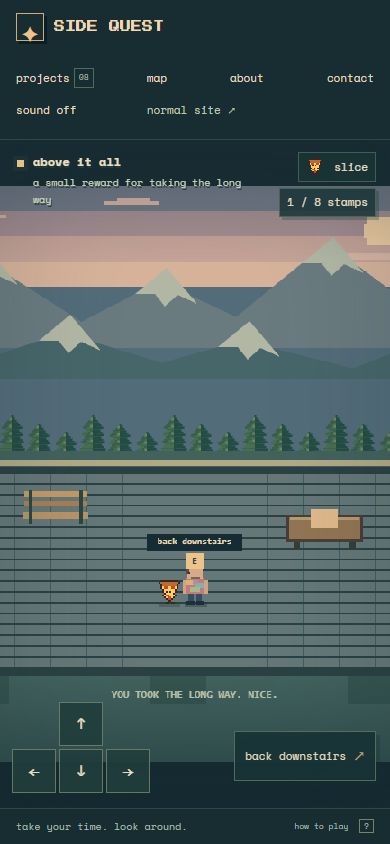 SIDE QUEST
projects 08 map about contact
sound off normal site ↗
above it all
a small reward for taking the long
way
slice
1 / 8 stamps
back downstairs
E
YOU TOOK THE LONG WAY. NICE.
↑
← ↓ →
back downstairs ↗
take your time. look around.
how to play ?